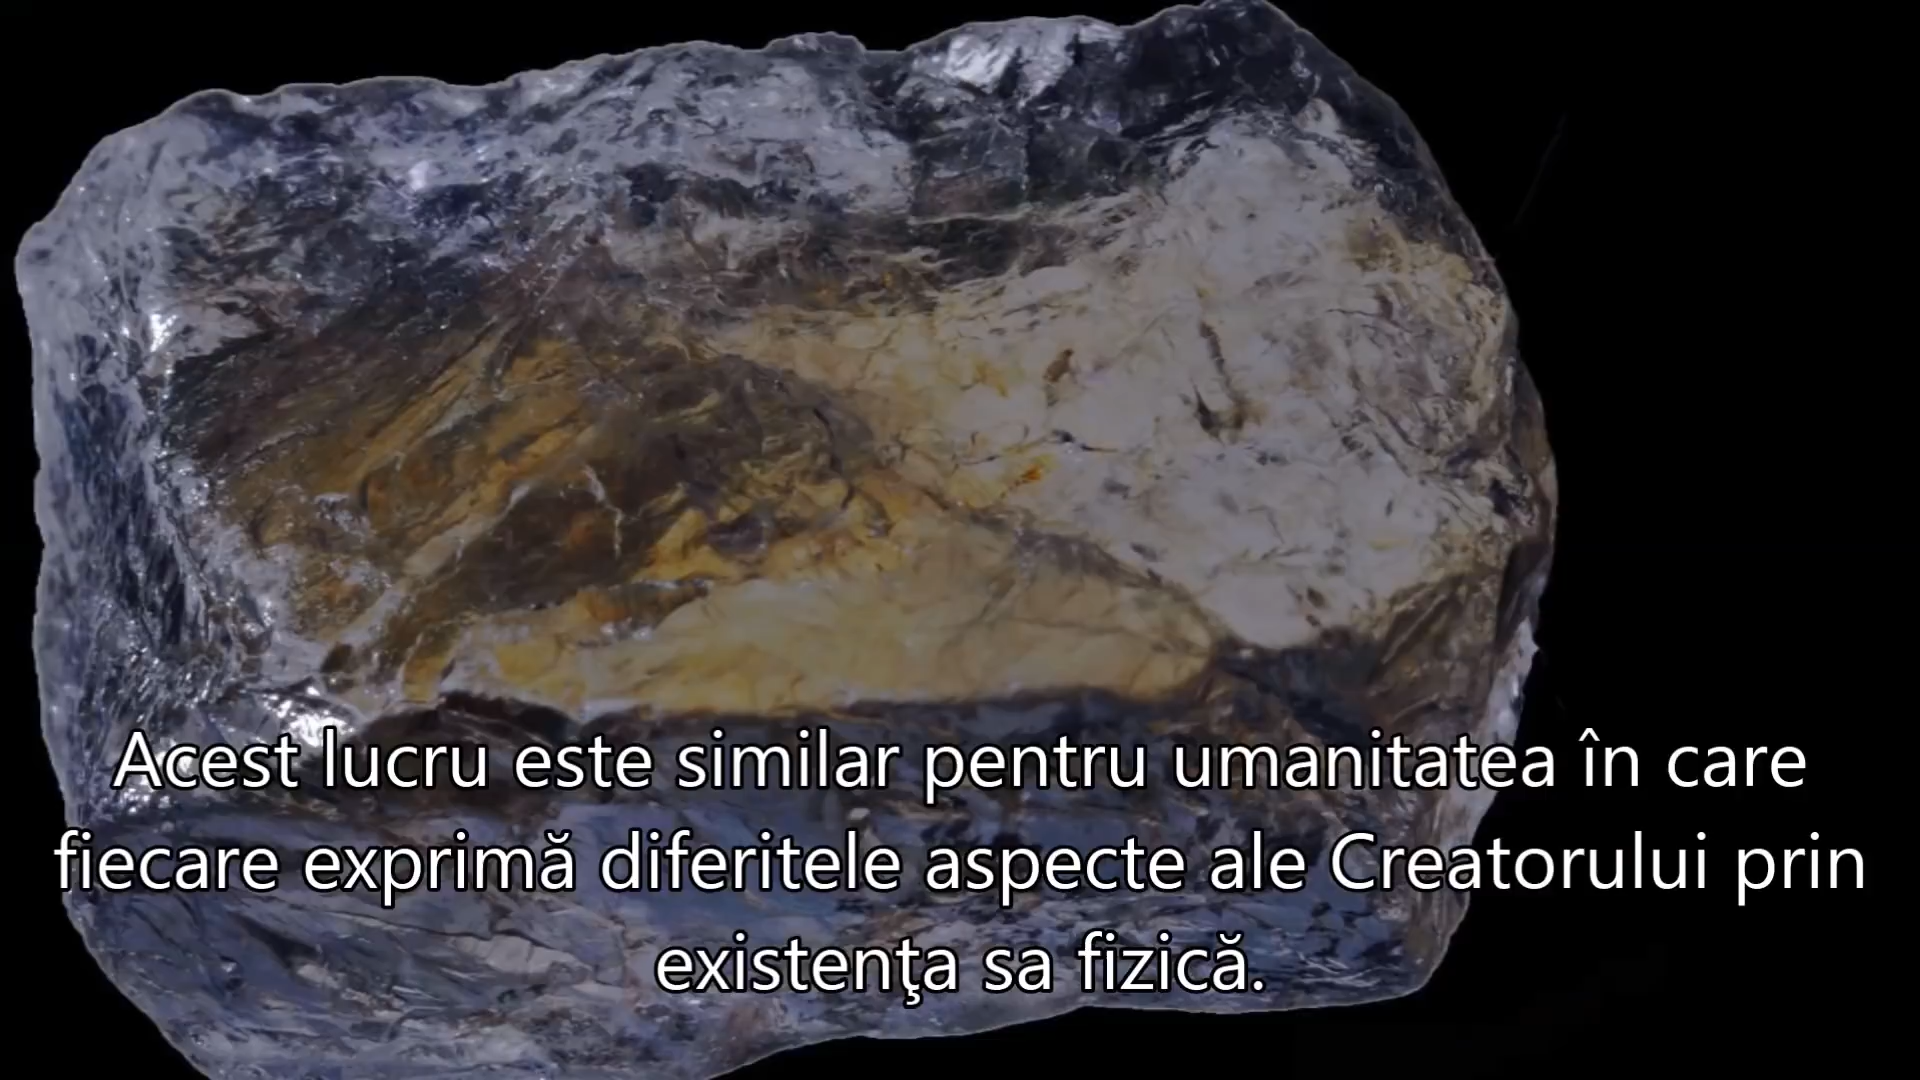 Acest lucru este similar pentru umanitatea în care
fiecare exprimă diferitele aspecte ale Creatorului prin
existenţa sa fizică.